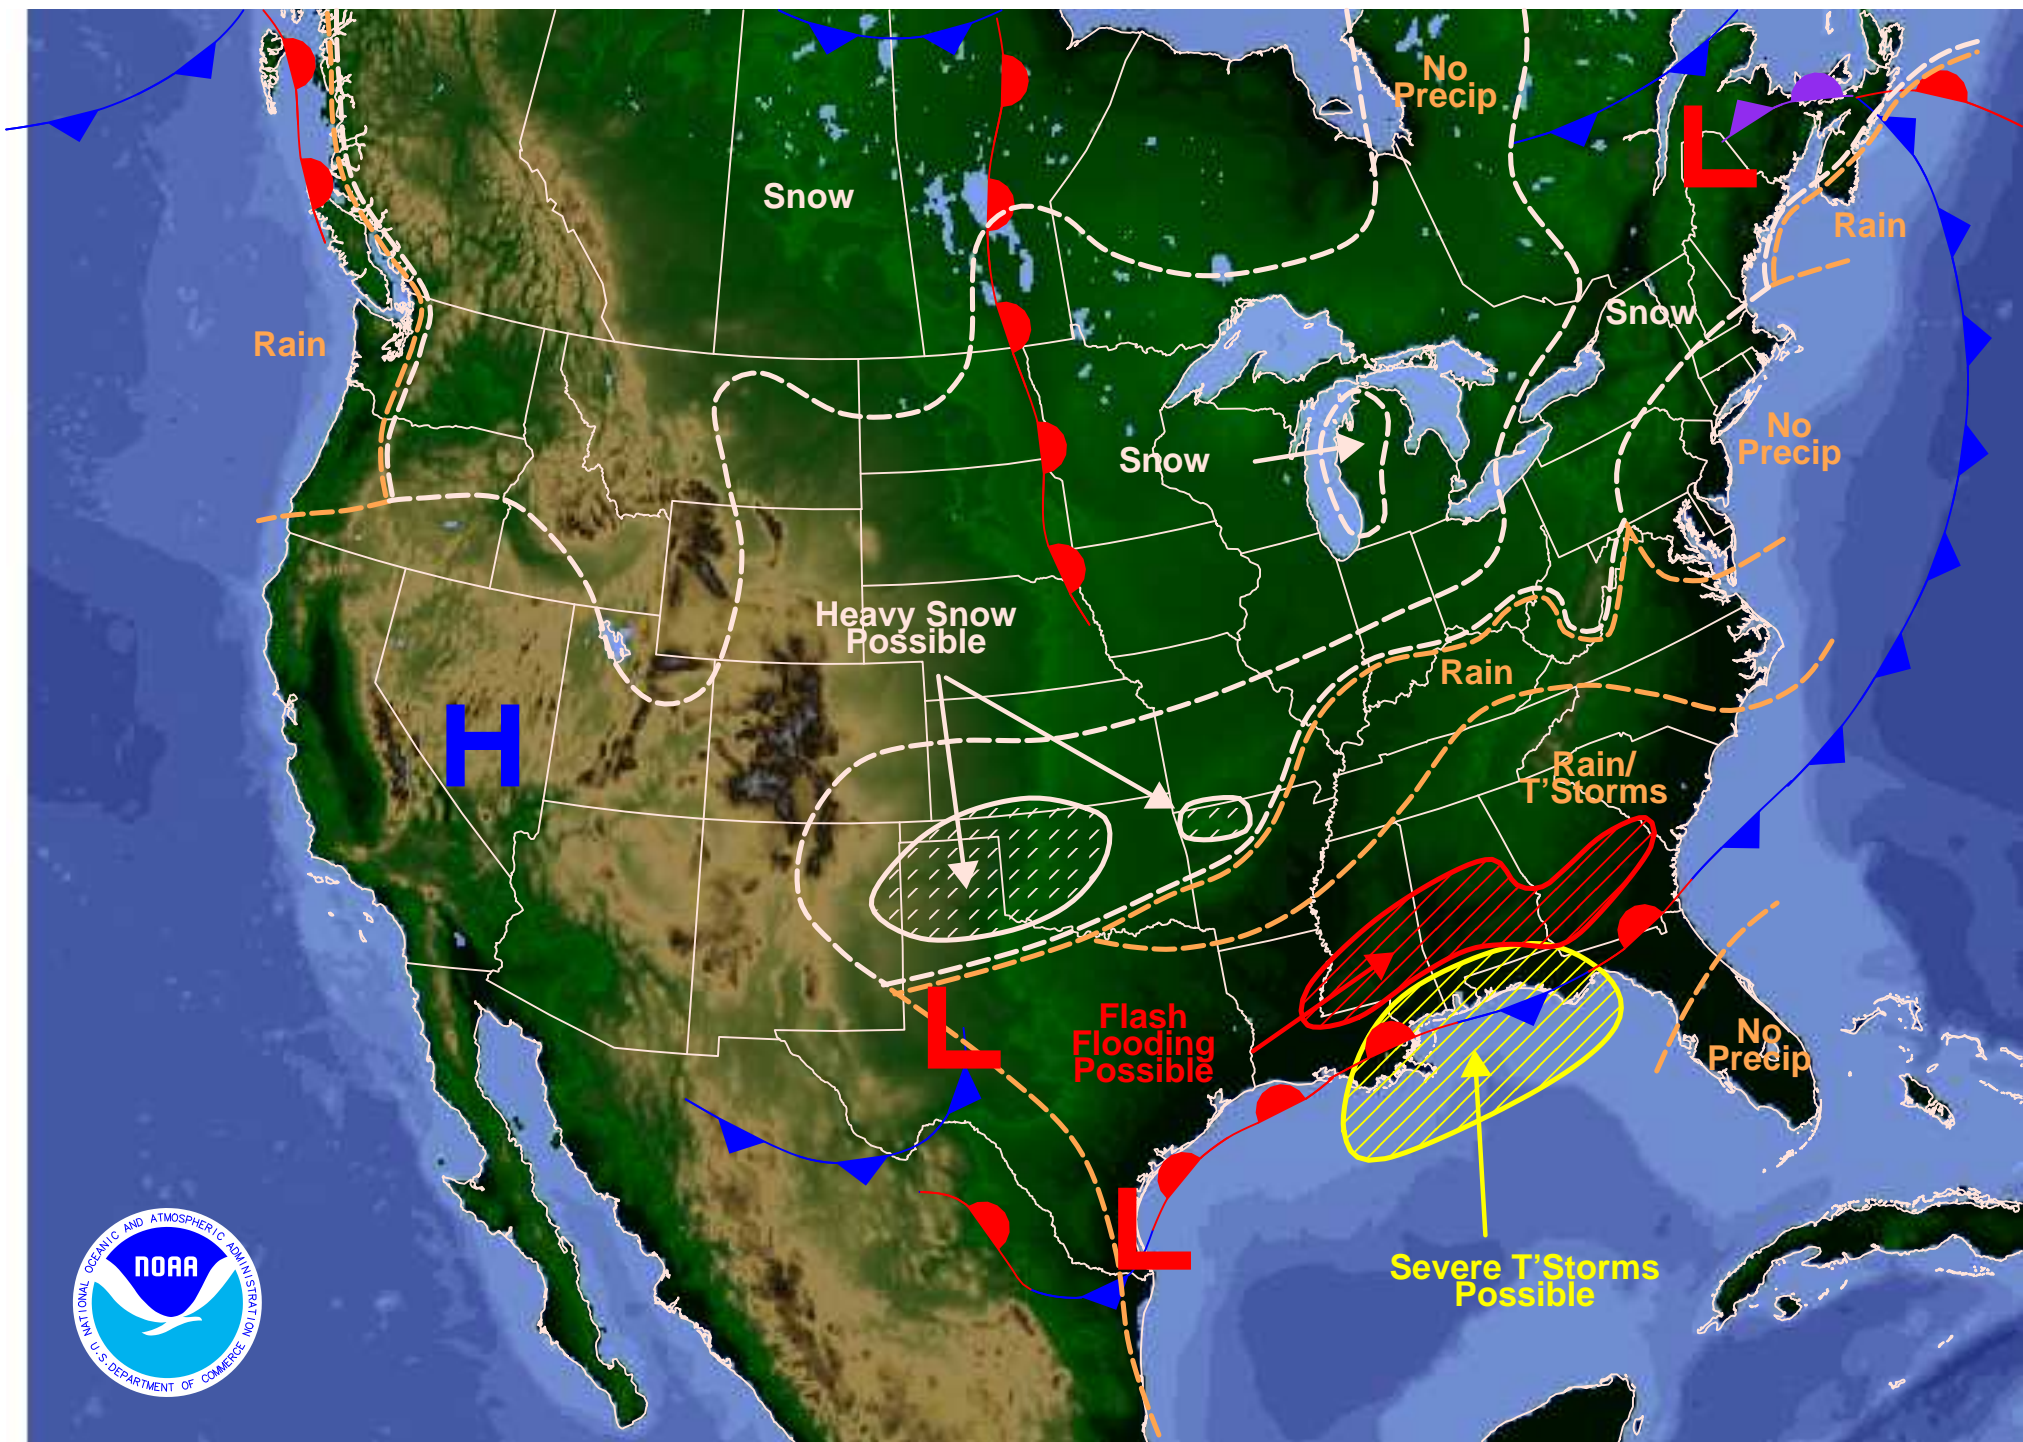 No
Precip
Snow
Rain
Rain
Snow
No
Precip
Snow
Heavy Snow
Possible
Rain
H
Rain/
T'Storms
L
Flash
Flooding
Possible
L
No
Precip
L
Severe T'Storms
Possible
NATIONAL OCEANIC AND ATMOSPHERIC ADMINISTRATION
NOAA
U.S. DEPARTMENT OF COMMERCE